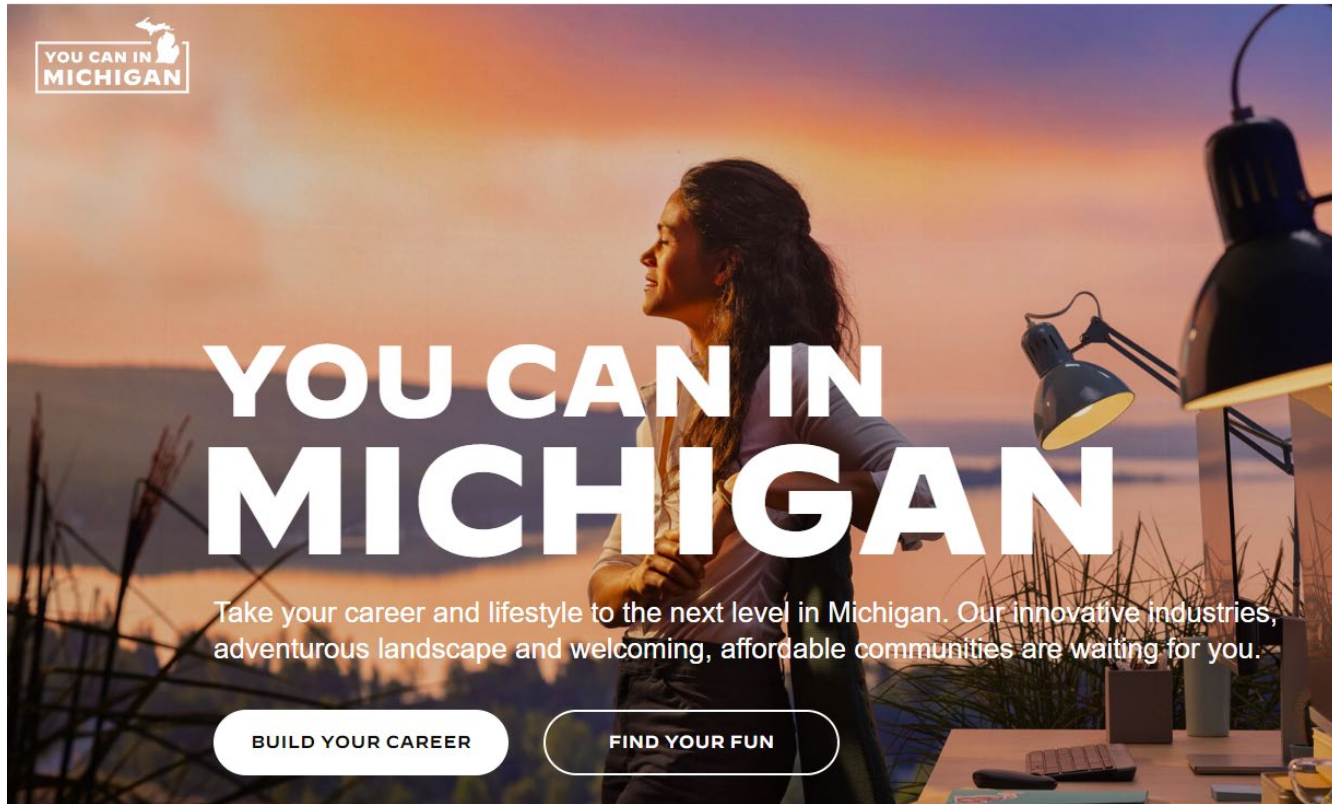 YOU CAN IN
MICHIGAN
YOU CAN IN
MICHIGAN
Take your career and lifestyle to the next level in Michigan. Our innovative industries,
adventurous landscape and welcoming, affordable communities are waiting for you.
BUILD YOUR CAREER
FIND YOUR FUN